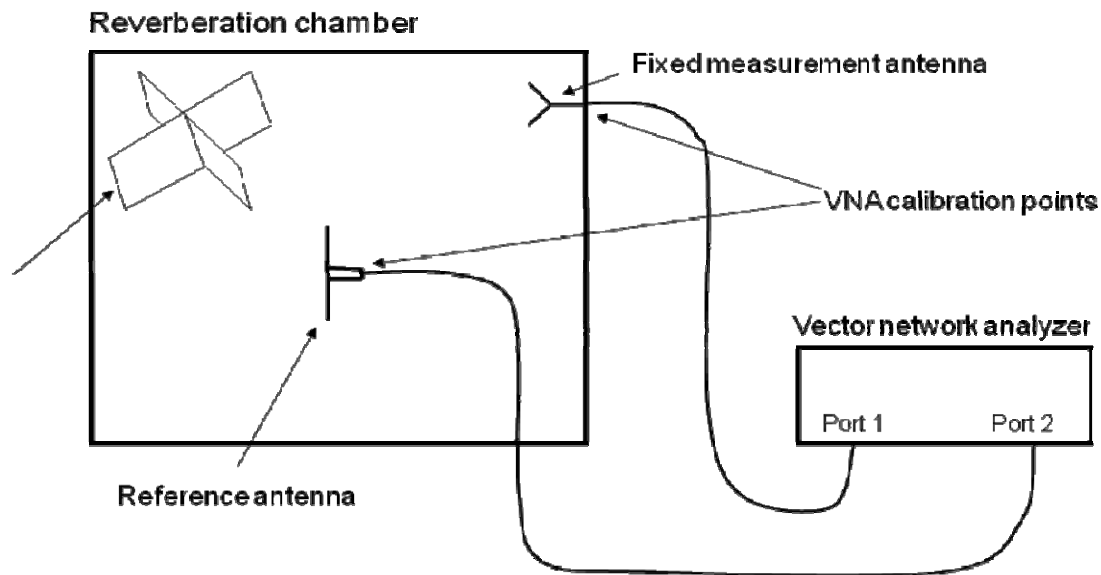 Reverberation chamber
Fixed measurement antenna
VNA calibration points
Vector network analyzer
Port 1
Port 2
Reference antenna